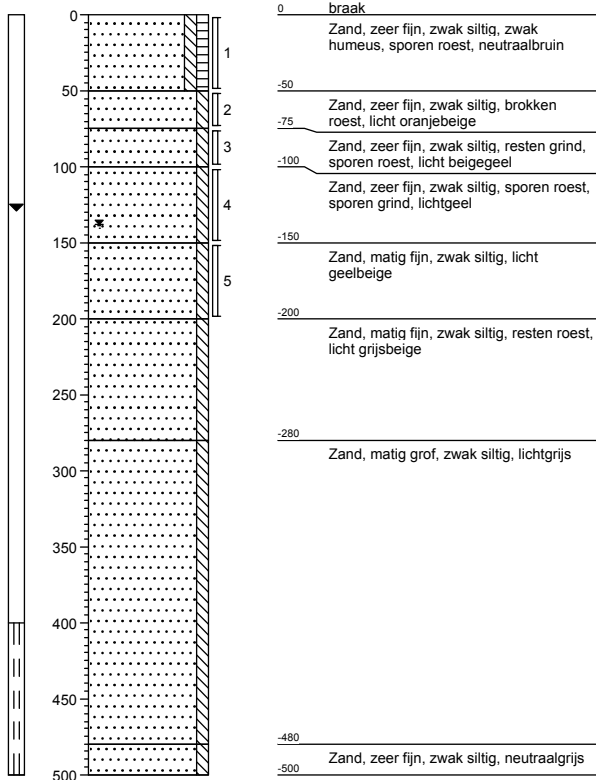 0
50
100
150
200
250
300
350
400
450
500
1
2
3
4
5
0 braak
Zand, zeer fijn, zwak siltig, zwak
humeus, sporen roest, neutraalbruin
-50
Zand, zeer fijn, zwak siltig, brokken
roest, licht oranjebeige
-75
Zand, zeer fijn, zwak siltig, resten grind,
sporen roest, licht beigegeel
-100
Zand, zeer fijn, zwak siltig, sporen roest,
sporen grind, lichtgeel
-150
Zand, matig fijn, zwak siltig, licht
geelbeige
-200
Zand, matig fijn, zwak siltig, resten roest,
licht grijsbeige
-280
Zand, matig grof, zwak siltig, lichtgrijs
-480
Zand, zeer fijn, zwak siltig, neutraalgrijs
-500